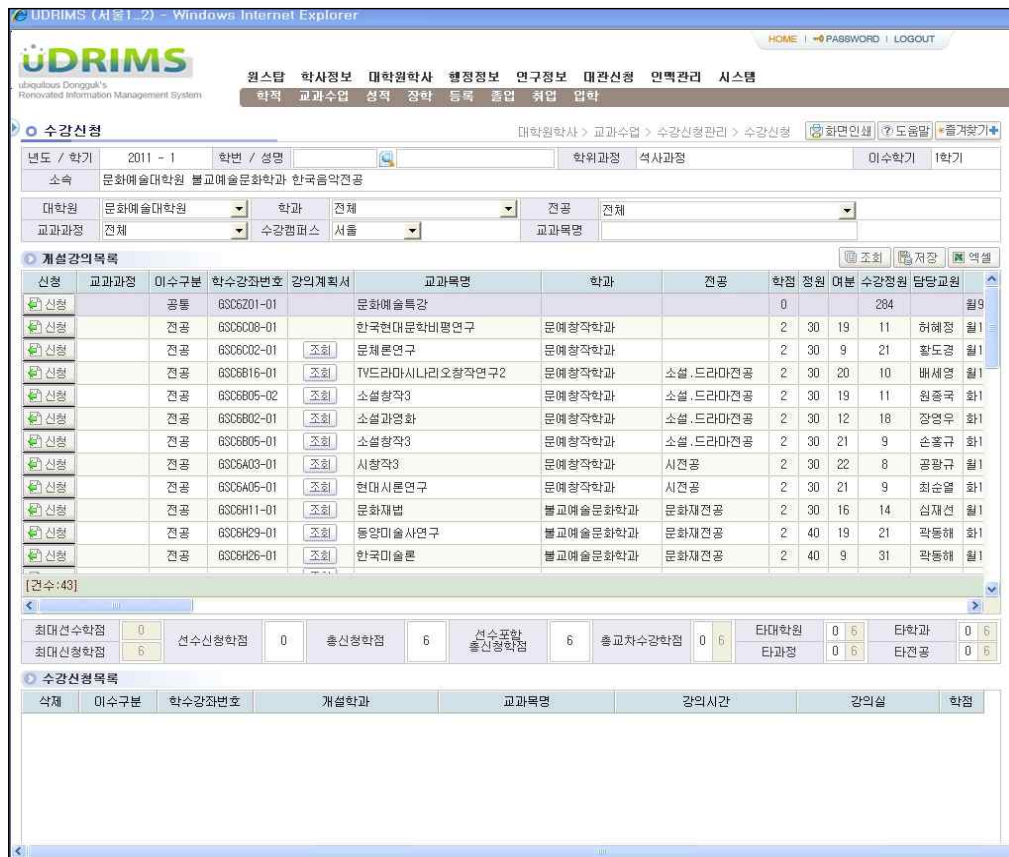 UDRIMS (서울1..2) - Windows Internet Explorer
HOME | PASSWORD | LOGOUT
üDRIMS
ubiquitous Dongguk's
Renovated Information Management System
원스탑 학사정보 대학원학사 행정정보 연구정보 대관신청 인맥관리 시스템
학적 교과수업 성적 장학 등록 졸업 취업 입학
수강신청 대학원학사 > 교과수업 > 수강신청관리 > 수강신청 화면인쇄 도움말 *즐겨찾기+
년도 / 학기 2011 - 1 학번 / 성명 학위과정 석사과정 이수학기 1학기
소속 문화예술대학원 불교예술문화학과 한국음악전공
대학원 문화예술대학원 학과 전체 전공 전체
교과과정 전체 수강캠퍼스 서울 교과목명
개설강의목록 조회 저장 엑셀
신청 교과과정 이수구분 학수강좌번호 강의계획서 교과목명 학과 전공 학점 정원 여분 수강정원 담당교원
신청 공통 GSC6Z01-01 문화예술특강 0 284 월9
신청 전공 GSC6C08-01 한국현대문학비평연구 문예창작학과 2 30 19 11 허혜정 월1
신청 전공 GSC6C02-01 조회 문체론연구 문예창작학과 2 30 9 21 황도경 월1
신청 전공 GSC6B16-01 조회 TV드라마시나리오창작연구2 문예창작학과 소설.드라마전공 2 30 20 10 배세영 월1
신청 전공 GSC6B05-02 조회 소설창작3 문예창작학과 소설.드라마전공 2 30 19 11 원종국 화1
신청 전공 GSC6B02-01 조회 소설과영화 문예창작학과 소설.드라마전공 2 30 12 18 장영우 화1
신청 전공 GSC6B05-01 조회 소설창작3 문예창작학과 소설.드라마전공 2 30 21 9 손홍규 화1
신청 전공 GSC6A03-01 조회 시창작3 문예창작학과 시전공 2 30 22 8 공광규 월1
신청 전공 GSC6A05-01 조회 현대시론연구 문예창작학과 시전공 2 30 21 9 최순열 화1
신청 전공 GSC6H11-01 조회 문화재법 불교예술문화학과 문화재전공 2 30 16 14 심재선 월1
신청 전공 GSC6H29-01 조회 동양미술사연구 불교예술문화학과 문화재전공 2 40 19 21 곽동해 화1
신청 전공 GSC6H26-01 조회 한국미술론 불교예술문화학과 문화재전공 2 40 9 31 곽동해 월1
[건수:43]
최대선수학점 0 선수신청학점 0 총신청학점 6 선수포함 총신청학점 6 총교차수강학점 0 6 타대학원 0 6 타학과 0 6
최대신청학점 6 타과정 0 6 타전공 0 6
수강신청목록
삭제 이수구분 학수강좌번호 개설학과 교과목명 강의시간 강의실 학점